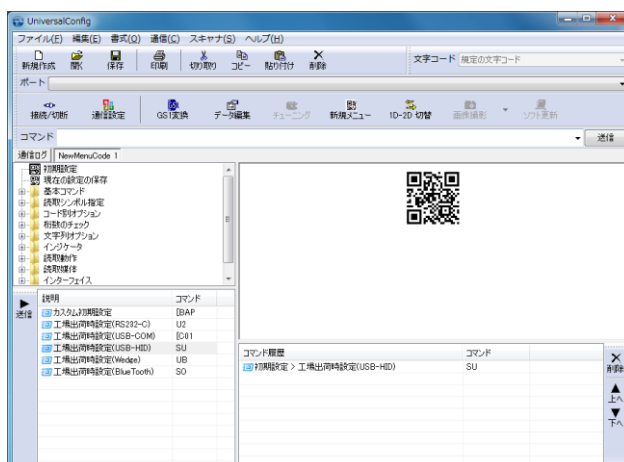 UniversalConfig
ファイル(F) 編集(E) 書式(O) 通信(C) スキャナ(S) ヘルプ(H)
新規作成 開く 保存 印刷 切り取り コピー 貼り付け 削除 文字コード 規定の文字コード
ポート
接続/切断 通信設定 GS1変換 データ編集 チューニング 新規メニュー 1D-2D 切替 画像撮影 ソフト更新
コマンド 送信
通信ログ NewMenuCode 1
初期設定
現在の設定の保存
基本コマンド
読取シンボル指定
コード別オプション
桁数のチェック
文字列オプション
インジケータ
読取動作
読取媒体
インターフェイス
送信
説明 コマンド
カスタム初期設定 [BAP
工場出荷時設定(RS232-C) U2
工場出荷時設定(USB-COM) [C01
工場出荷時設定(USB-HID) SU
工場出荷時設定(Wedge) UB
工場出荷時設定(BlueTooth) SO
コマンド履歴 コマンド
初期設定 > 工場出荷時設定(USB-HID) SU
削除
上へ
下へ